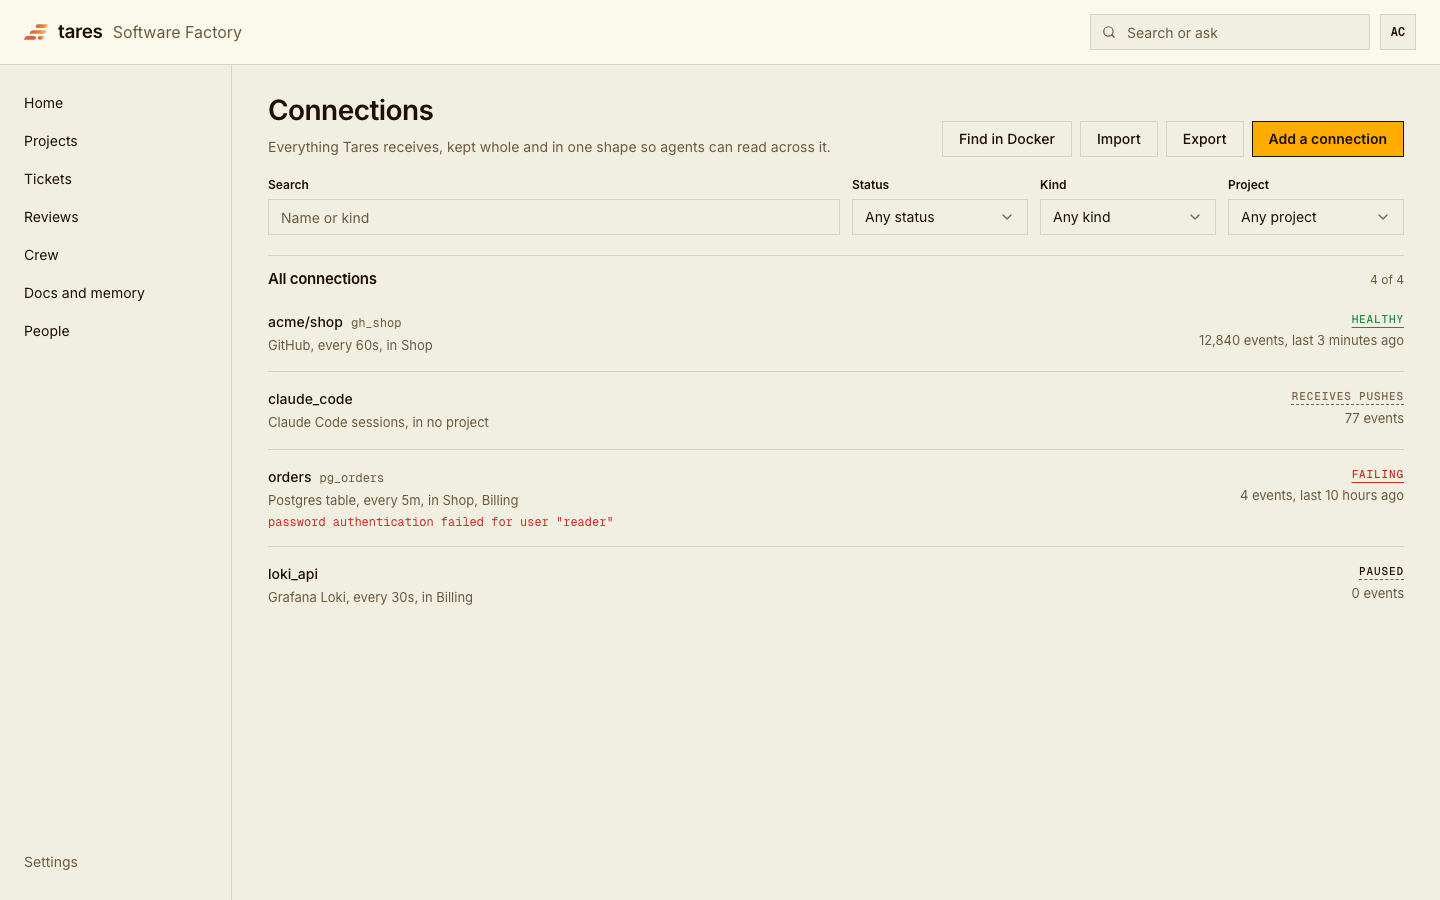 tares Software Factory
Search or ask
AC
Home
Projects
Tickets
Reviews
Crew
Docs and memory
People
Settings
Connections
Everything Tares receives, kept whole and in one shape so agents can read across it.
Find in Docker
Import
Export
Add a connection
Search
Name or kind
Status
Any status
Kind
Any kind
Project
Any project
All connections
4 of 4
acme/shop gh_shop
HEALTHY
GitHub, every 60s, in Shop
12,840 events, last 3 minutes ago
claude_code
RECEIVES PUSHES
Claude Code sessions, in no project
77 events
orders pg_orders
FAILING
Postgres table, every 5m, in Shop, Billing
4 events, last 10 hours ago
password authentication failed for user "reader"
loki_api
PAUSED
Grafana Loki, every 30s, in Billing
0 events